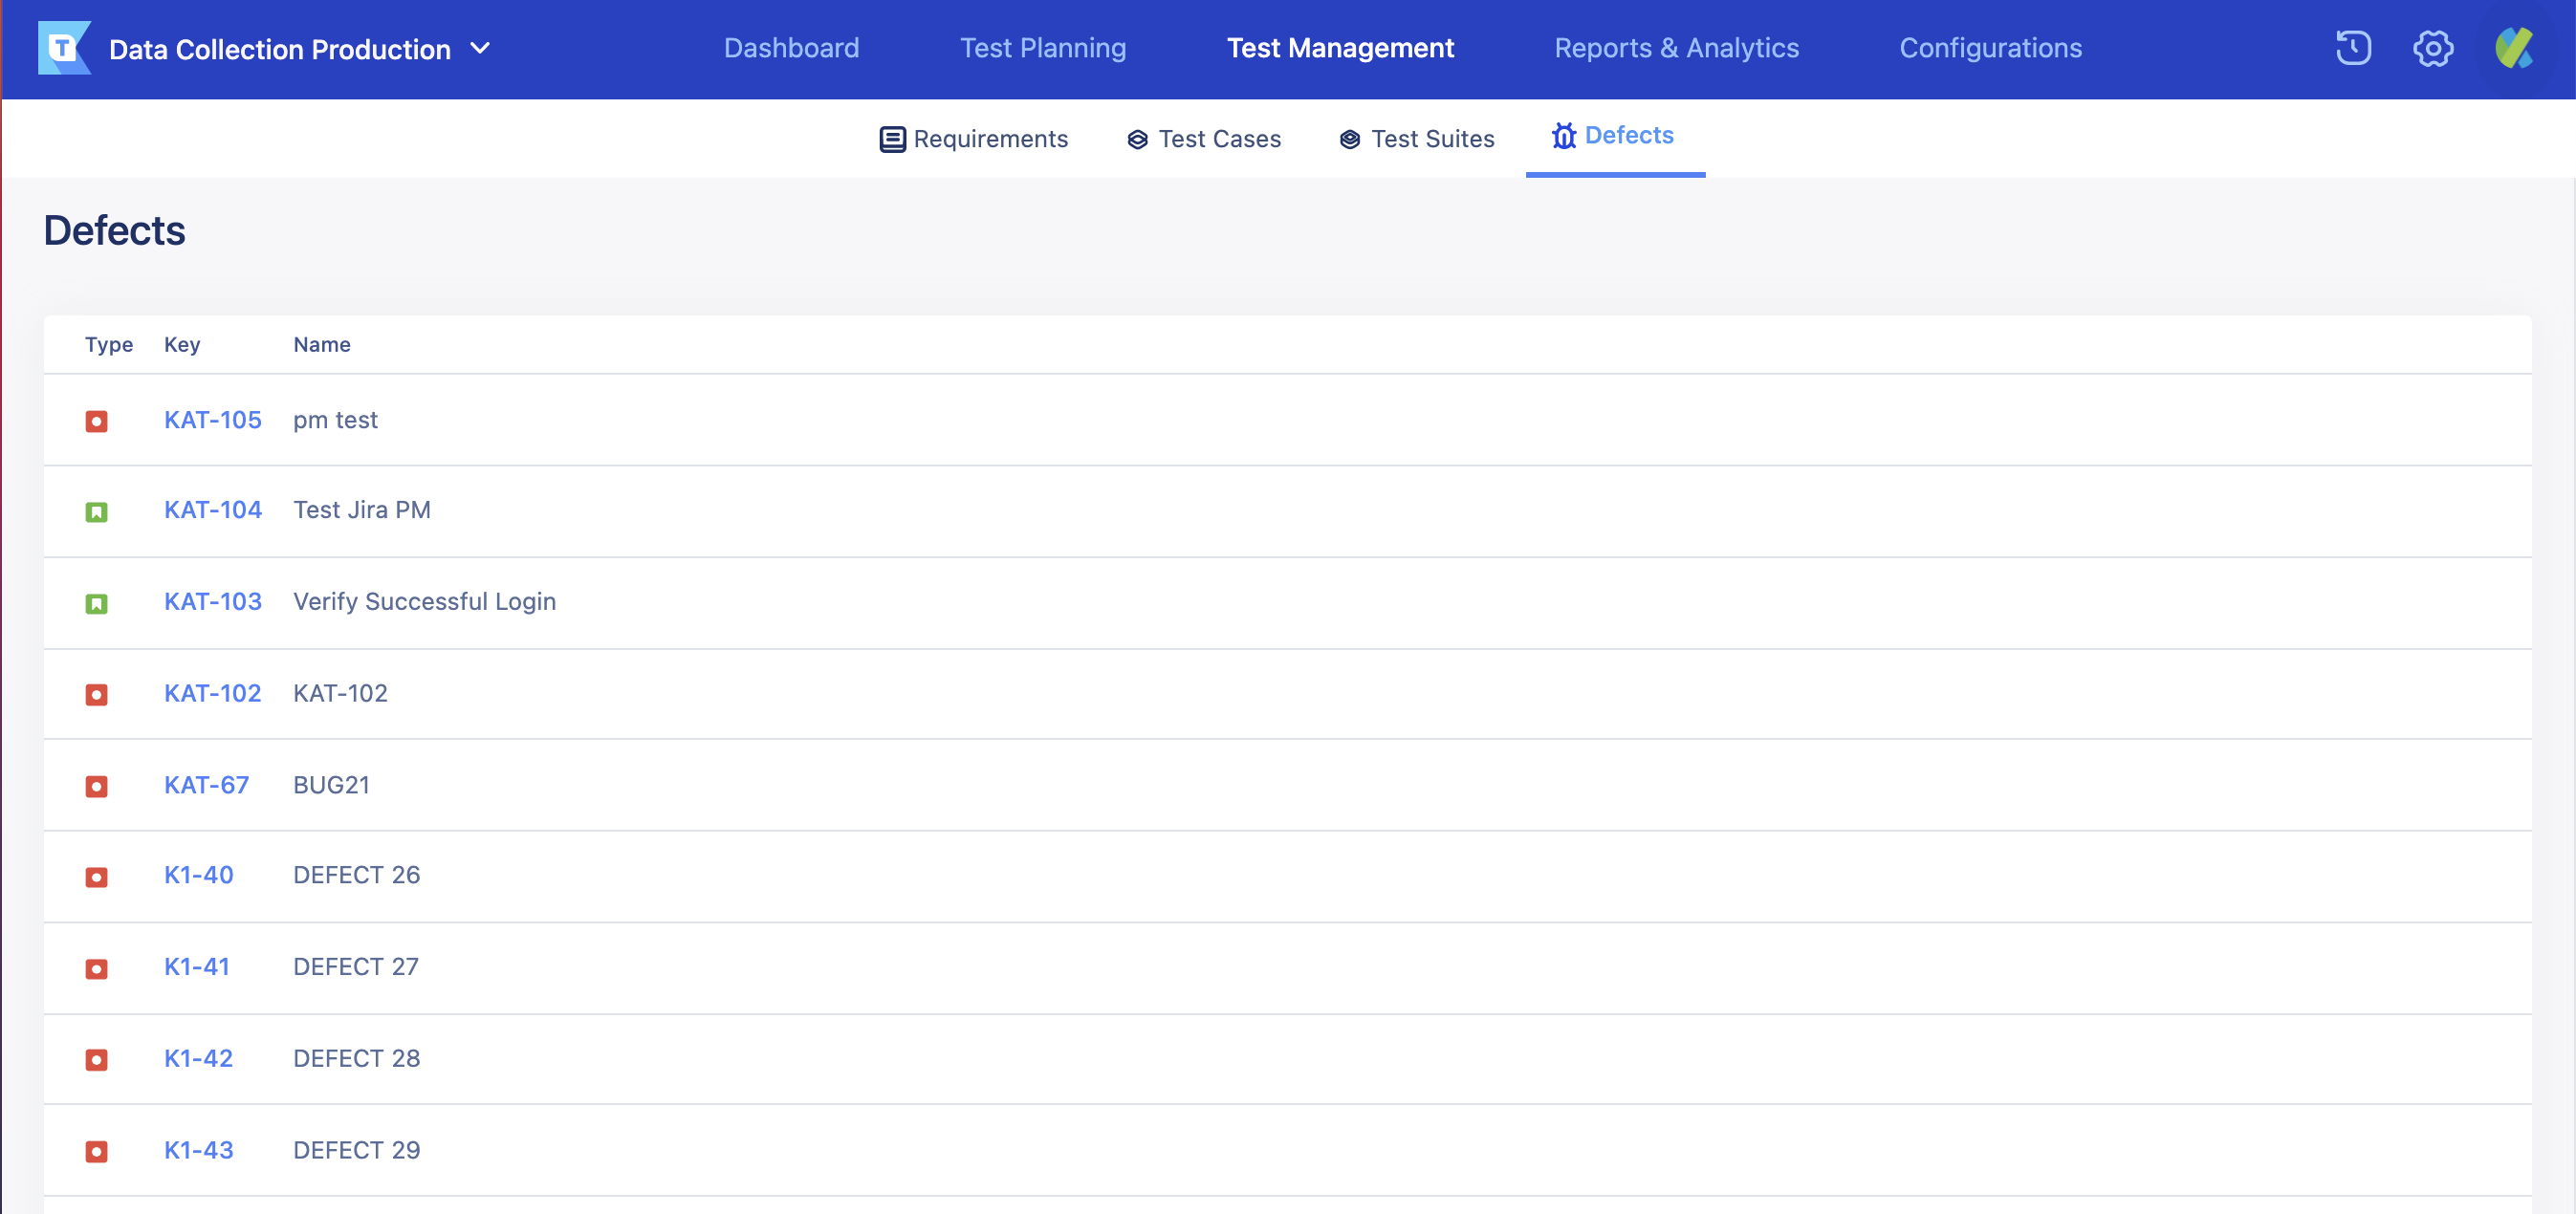 T Data Collection Production Dashboard Test Planning Test Management Reports & Analytics Configurations
Requirements Test Cases Test Suites Defects
Defects
Type Key Name
KAT-105 pm test
KAT-104 Test Jira PM
KAT-103 Verify Successful Login
KAT-102 KAT-102
KAT-67 BUG21
K1-40 DEFECT 26
K1-41 DEFECT 27
K1-42 DEFECT 28
K1-43 DEFECT 29